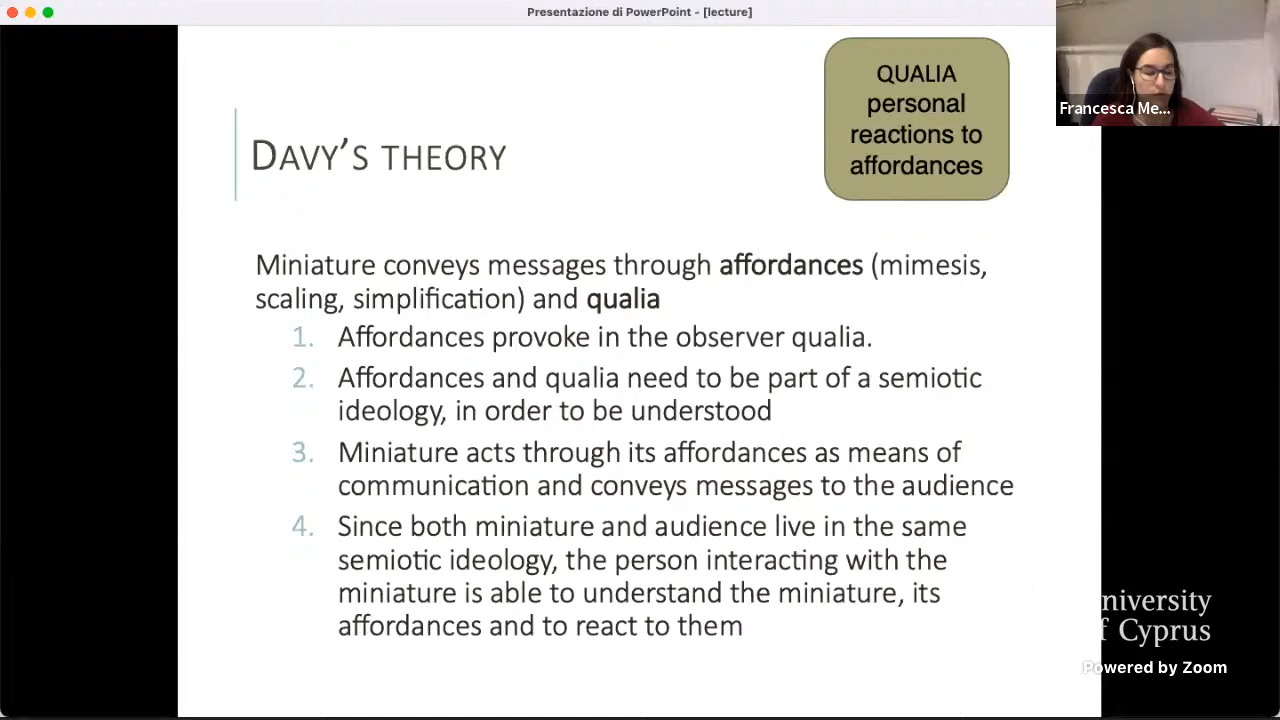 Presentazione di PowerPoint - [lecture]
QUALIA
personal
reactions to
affordances
Francesca Me...
DAVY'S THEORY
Miniature conveys messages through affordances (mimesis,
scaling, simplification) and qualia
1. Affordances provoke in the observer qualia.
2. Affordances and qualia need to be part of a semiotic
ideology, in order to be understood
3. Miniature acts through its affordances as means of
communication and conveys messages to the audience
4. Since both miniature and audience live in the same
semiotic ideology, the person interacting with the
miniature is able to understand the miniature, its
affordances and to react to them
niversity
f Cyprus
Powered by Zoom